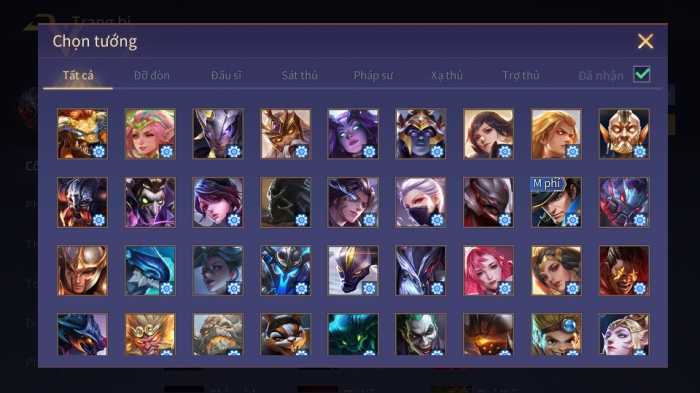 Trang bị
Chọn tướng
Tất cả
Đỡ đòn
Đấu sĩ
Sát thủ
Pháp sư
Xạ thủ
Trợ thủ
Đã nhận
M phí